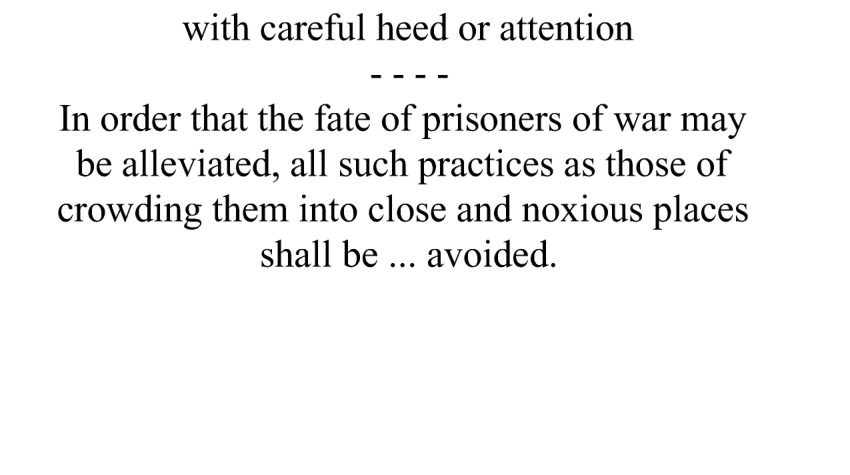 with careful heed or attention
- - - -
In order that the fate of prisoners of war may
be alleviated, all such practices as those of
crowding them into close and noxious places
shall be ... avoided.